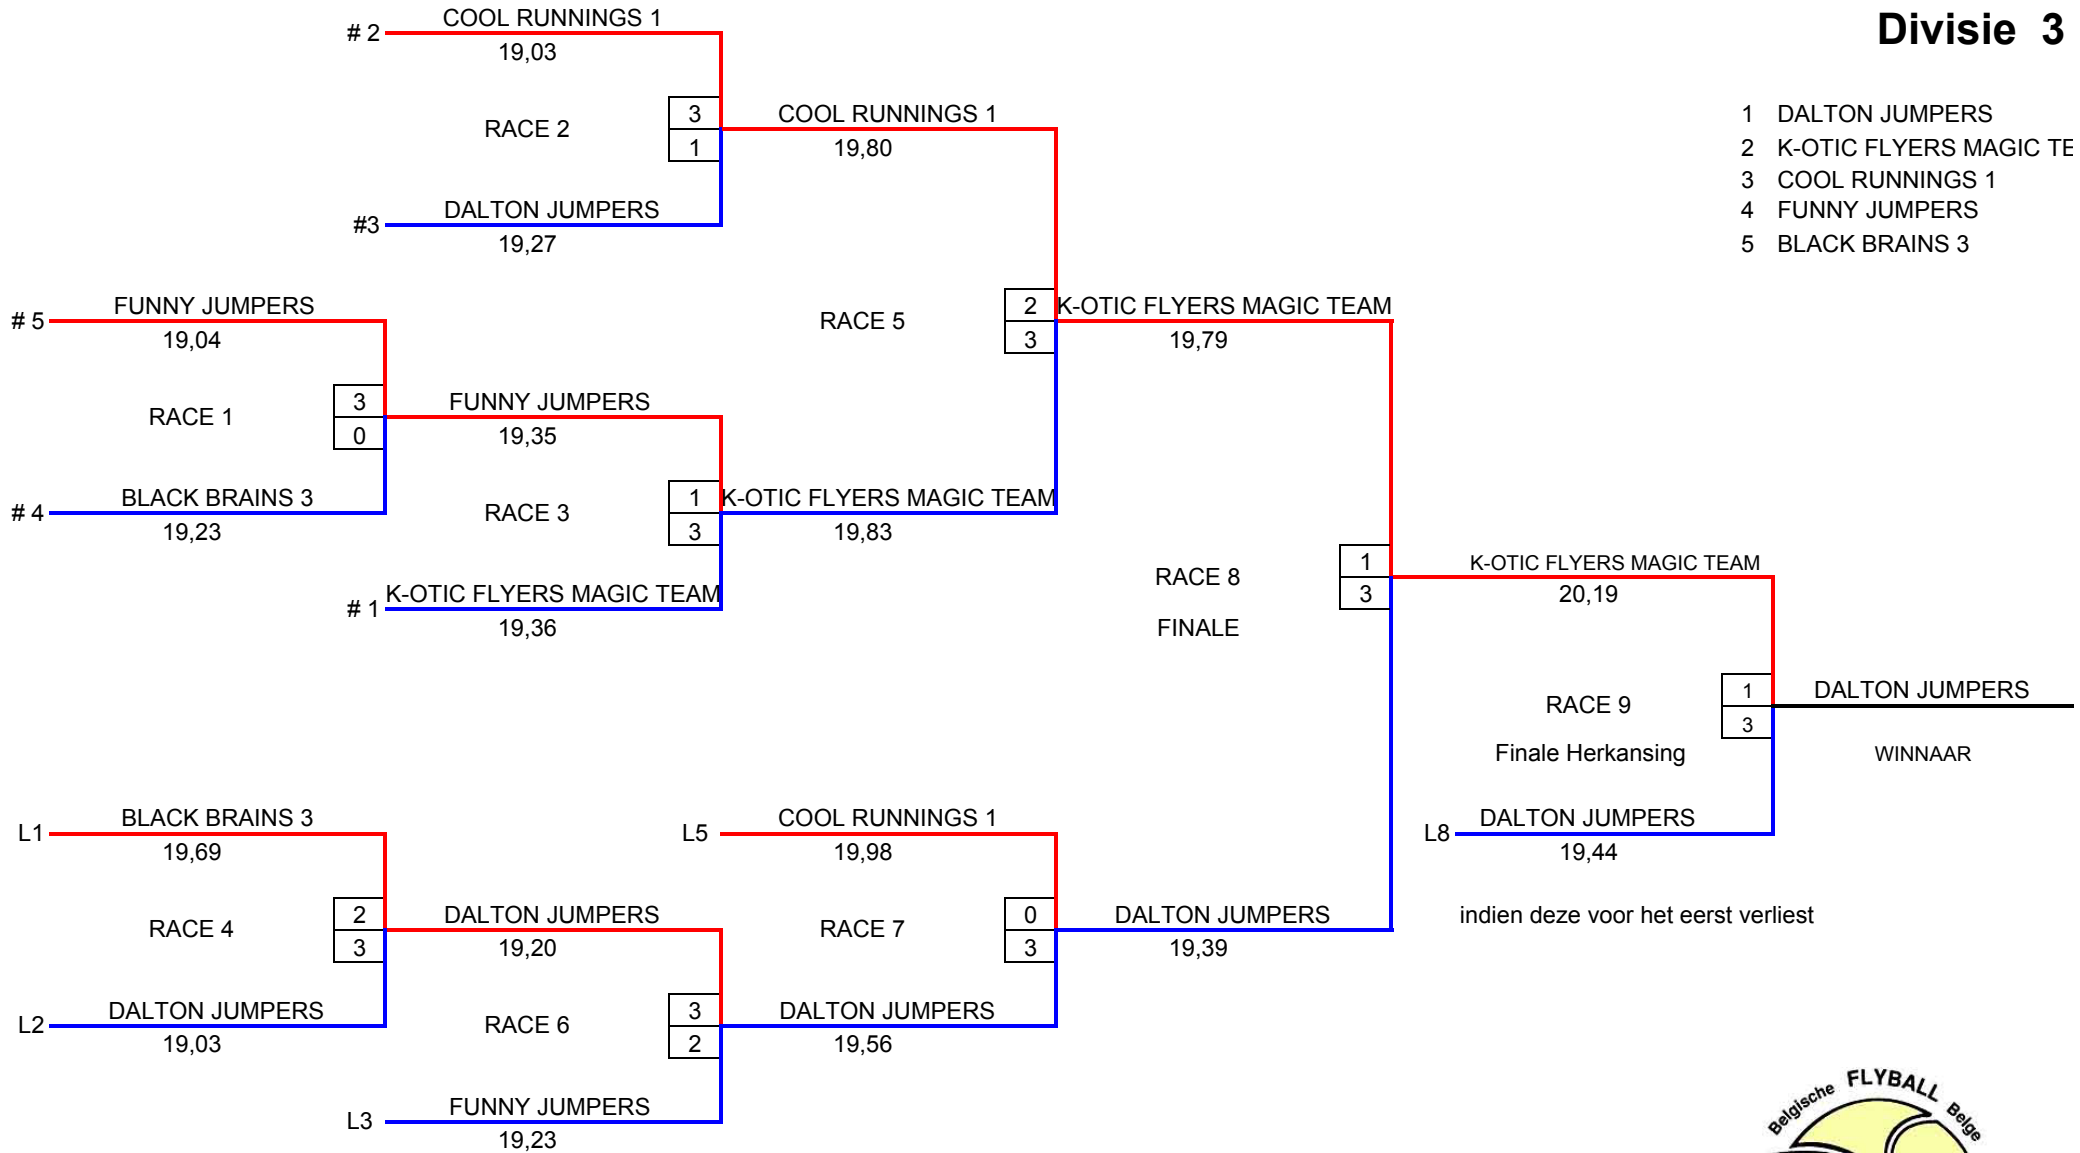 Divisie 3
1 DALTON JUMPERS
2 K-OTIC FLYERS MAGIC TE
3 COOL RUNNINGS 1
4 FUNNY JUMPERS
5 BLACK BRAINS 3
# 2 COOL RUNNINGS 1
19,03
RACE 2
3
1
#3 DALTON JUMPERS
19,27
COOL RUNNINGS 1
19,80
# 5 FUNNY JUMPERS
19,04
RACE 1
3
0
# 4 BLACK BRAINS 3
19,23
FUNNY JUMPERS
19,35
RACE 3
1
3
# 1 K-OTIC FLYERS MAGIC TEAM
19,36
RACE 5
2
3
K-OTIC FLYERS MAGIC TEAM
19,83
K-OTIC FLYERS MAGIC TEAM
19,79
RACE 8
FINALE
1
3
K-OTIC FLYERS MAGIC TEAM
20,19
RACE 9
Finale Herkansing
1
3
DALTON JUMPERS
WINNAAR
L8 DALTON JUMPERS
19,44
indien deze voor het eerst verliest
L1 BLACK BRAINS 3
19,69
RACE 4
2
3
L2 DALTON JUMPERS
19,03
DALTON JUMPERS
19,20
RACE 6
3
2
L3 FUNNY JUMPERS
19,23
L5 COOL RUNNINGS 1
19,98
RACE 7
0
3
DALTON JUMPERS
19,56
DALTON JUMPERS
19,39
Belgische FLYBALL Belge